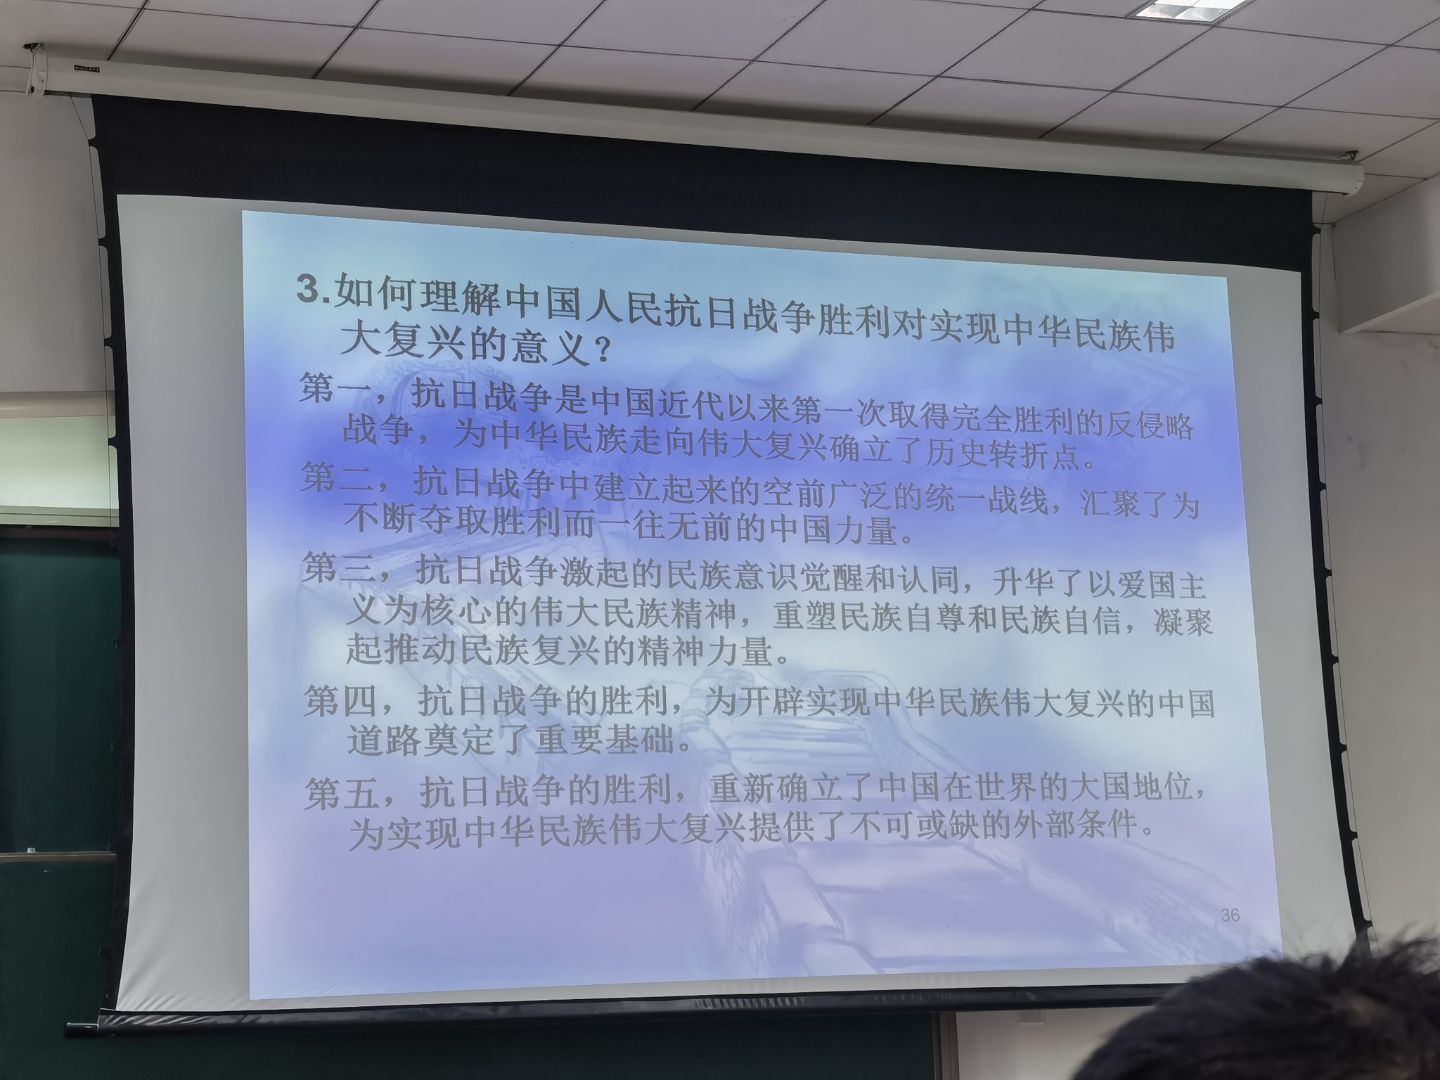 3.如何理解中国人民抗日战争胜利对实现中华民族伟
大复兴的意义？
第一，抗日战争是中国近代以来第一次取得完全胜利的反侵略
战争，为中华民族走向伟大复兴确立了历史转折点。
第二，抗日战争中建立起来的空前广泛的统一战线，汇聚了为
不断夺取胜利而一往无前的中国力量。
第三，抗日战争激起的民族意识觉醒和认同，升华了以爱国主
义为核心的伟大民族精神，重塑民族自尊和民族自信，凝聚
起推动民族复兴的精神力量。
第四，抗日战争的胜利，为开辟实现中华民族伟大复兴的中国
道路奠定了重要基础。
第五，抗日战争的胜利，重新确立了中国在世界的大国地位，
为实现中华民族伟大复兴提供了不可或缺的外部条件。
36